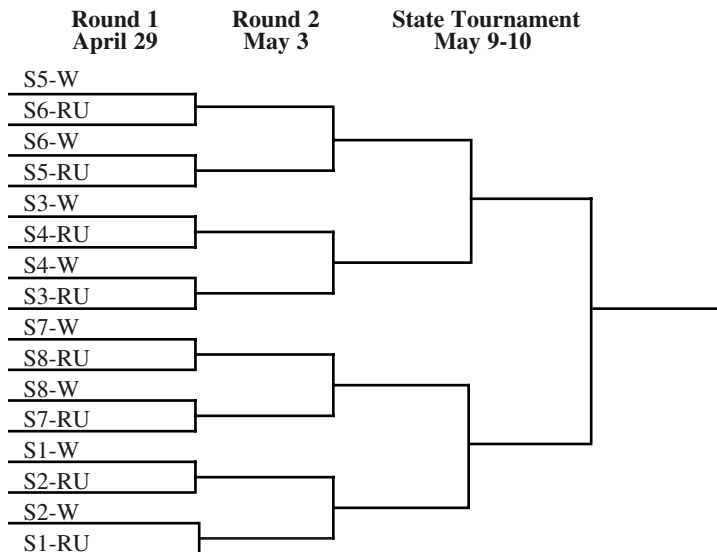 Round 1 Round 2 State Tournament
April 29 May 3 May 9-10
S5-W
S6-RU
S6-W
S5-RU
S3-W
S4-RU
S4-W
S3-RU
S7-W
S8-RU
S8-W
S7-RU
S1-W
S2-RU
S2-W
S1-RU